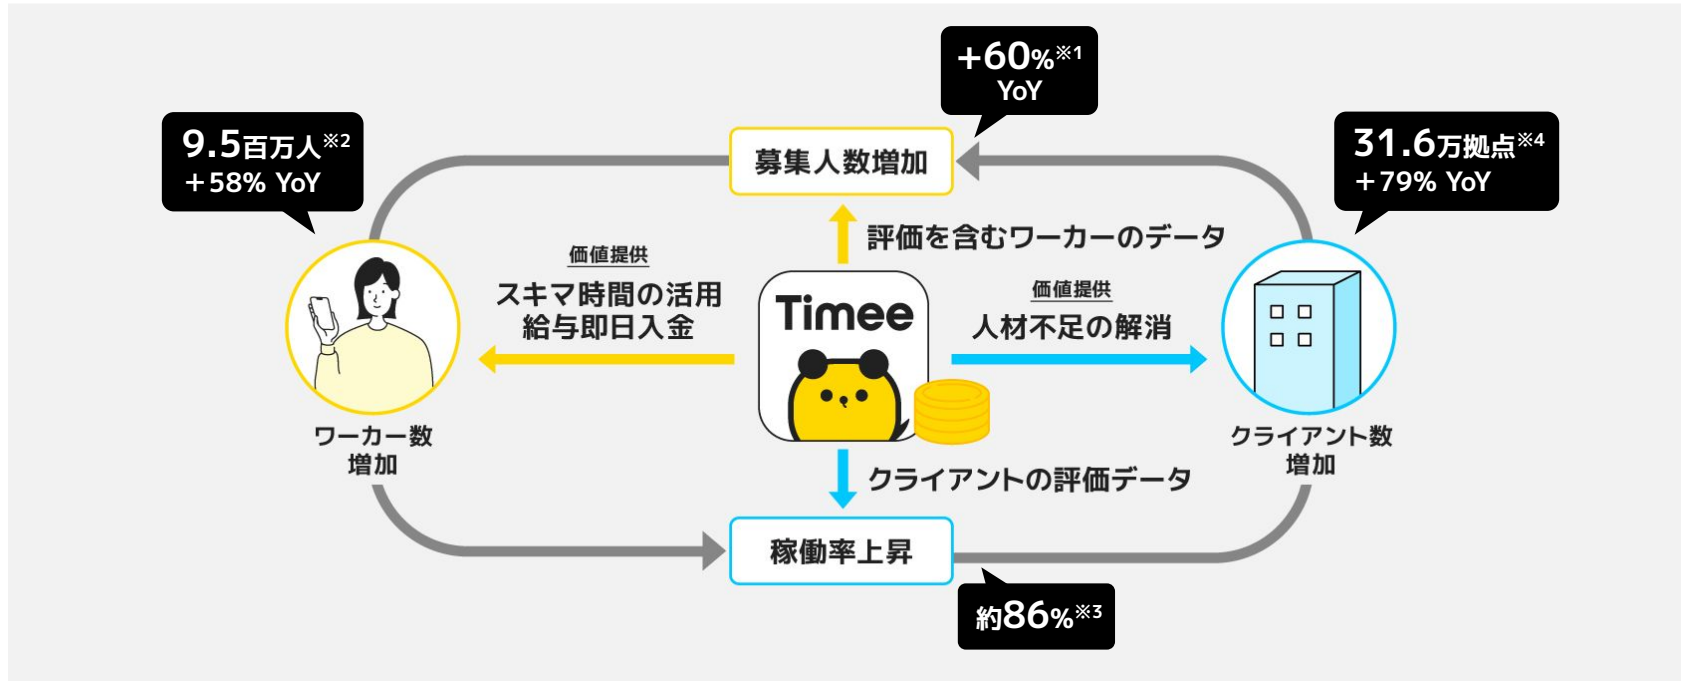 +60%※1
YoY
9.5百万人※2
+58% YoY
31.6万拠点※4
+79% YoY
募集人数増加
評価を含むワーカーのデータ
価値提供
スキマ時間の活用
給与即日入金
Timee
価値提供
人材不足の解消
ワーカー数
増加
クライアント数
増加
クライアントの評価データ
稼働率上昇
約86%※3